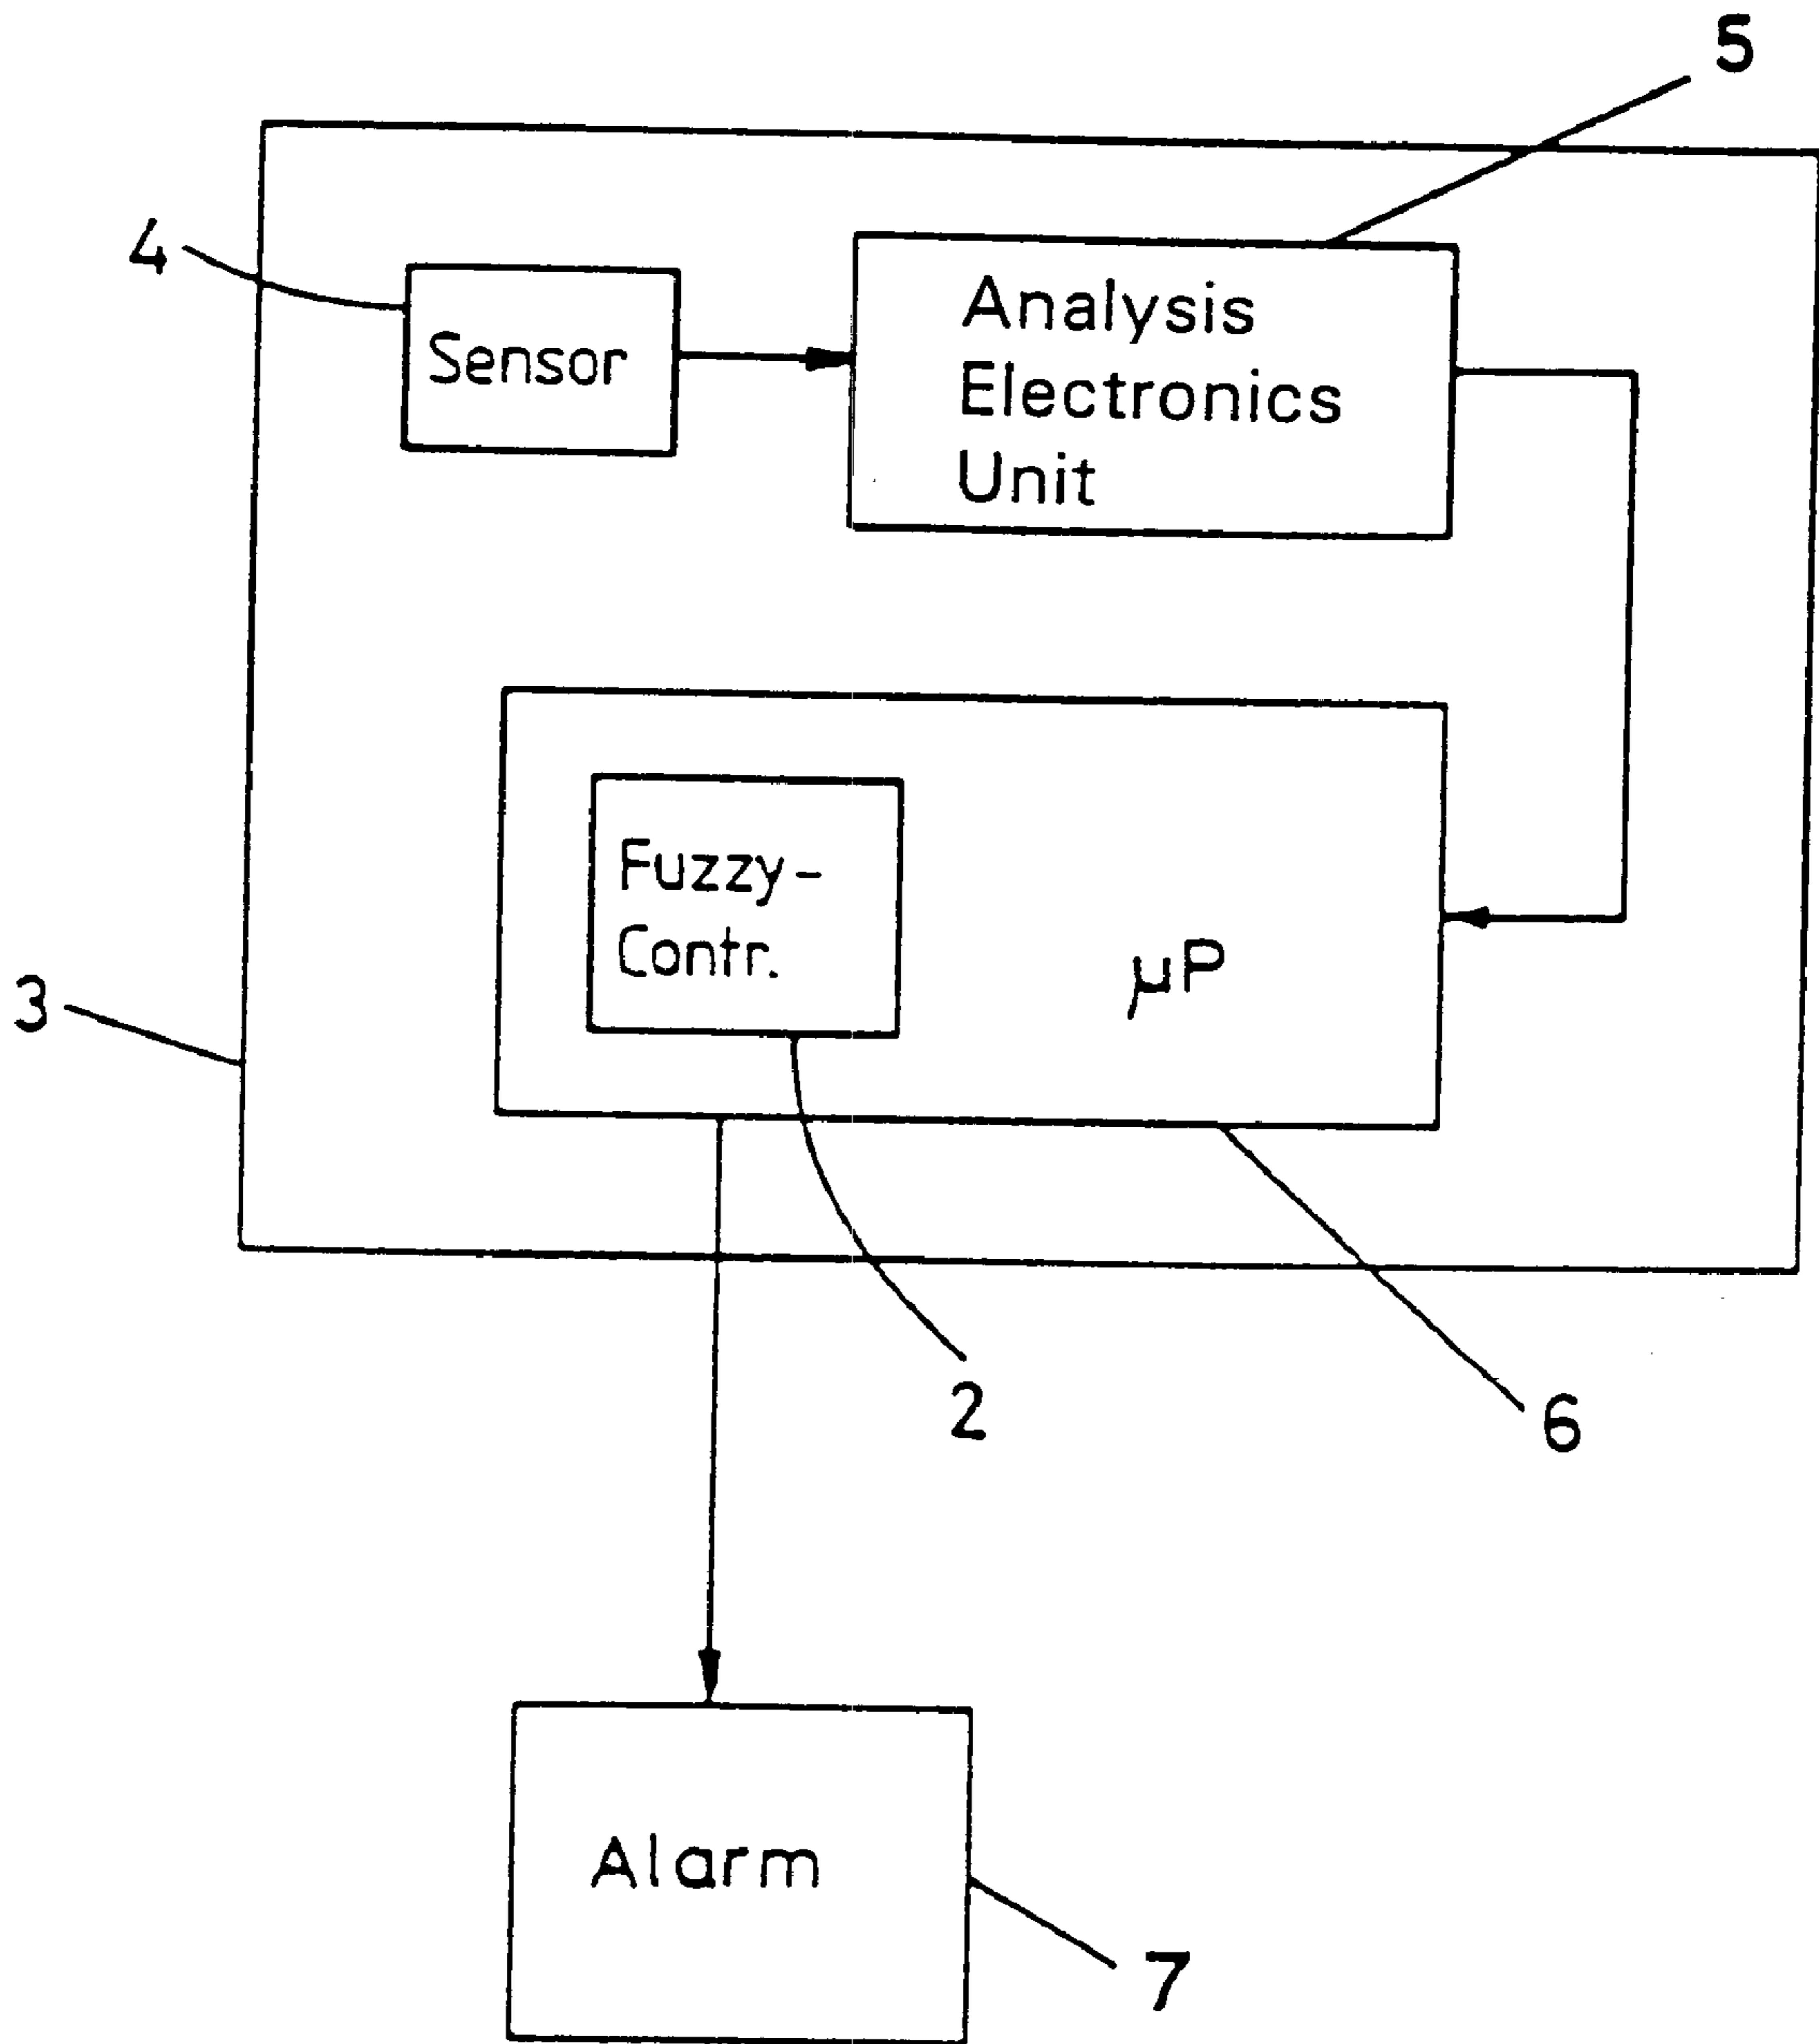 5
4
Sensor
Analysis
Electronics
Unit
Fuzzy-
Contr.
µP
3
2
6
Alarm
7